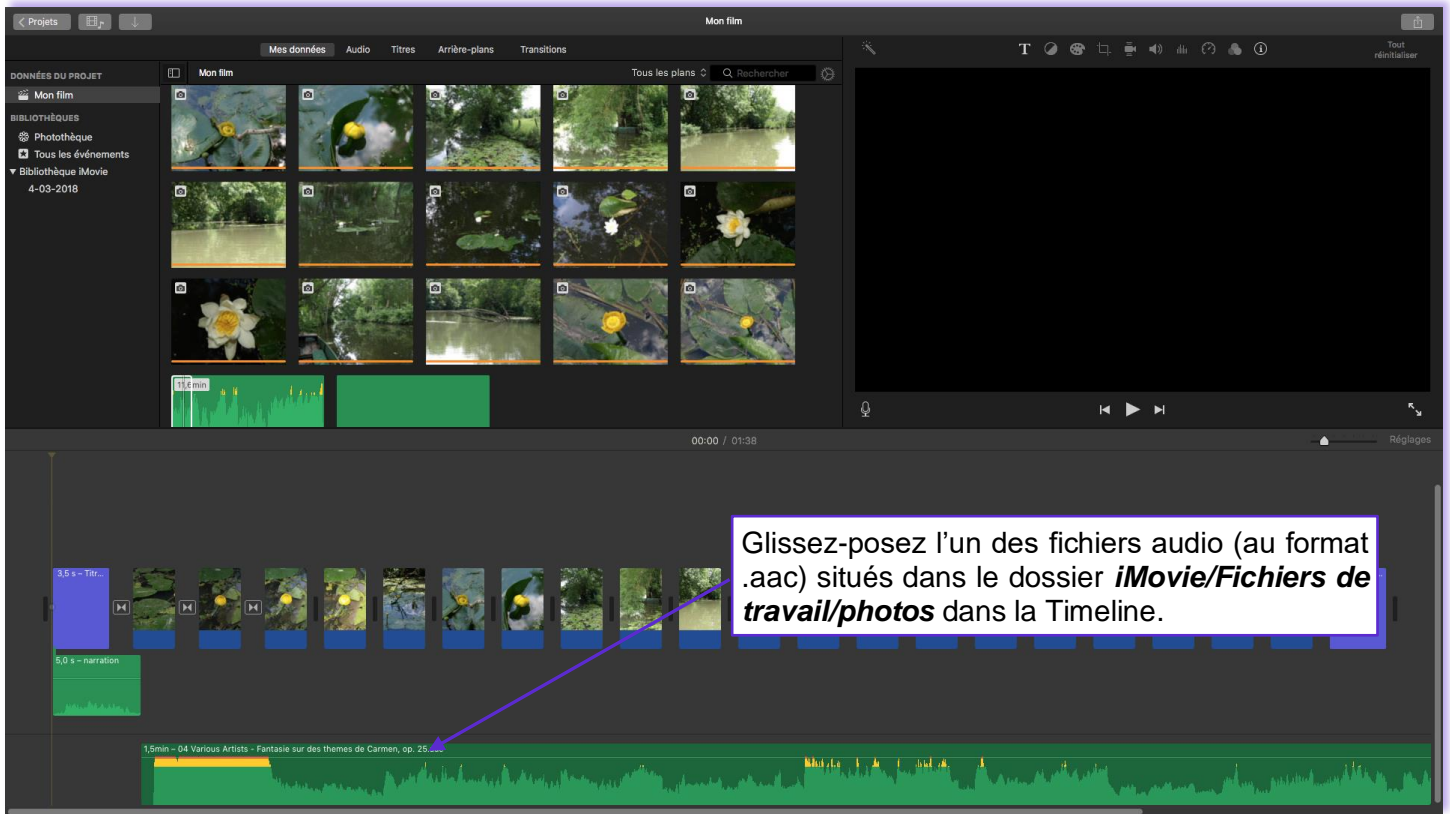 Projets
Mon film
Mes données Audio Titres Arrière-plans Transitions
T
Tout
réinitialiser
DONNÉES DU PROJET
Mon film
Tous les plans
Rechercher
Mon film
BIBLIOTHÈQUES
Photothèque
Tous les événements
Bibliothèque iMovie
4-03-2018
11,6min
00:00 / 01:38
Réglages
Glissez-posez l’un des fichiers audio (au format
.aac) situés dans le dossier iMovie/Fichiers de
travail/photos dans la Timeline.
3,5 s – Titr...
5,0 s – narration
1,5min – 04 Various Artists - Fantasie sur des themes de Carmen, op. 25.